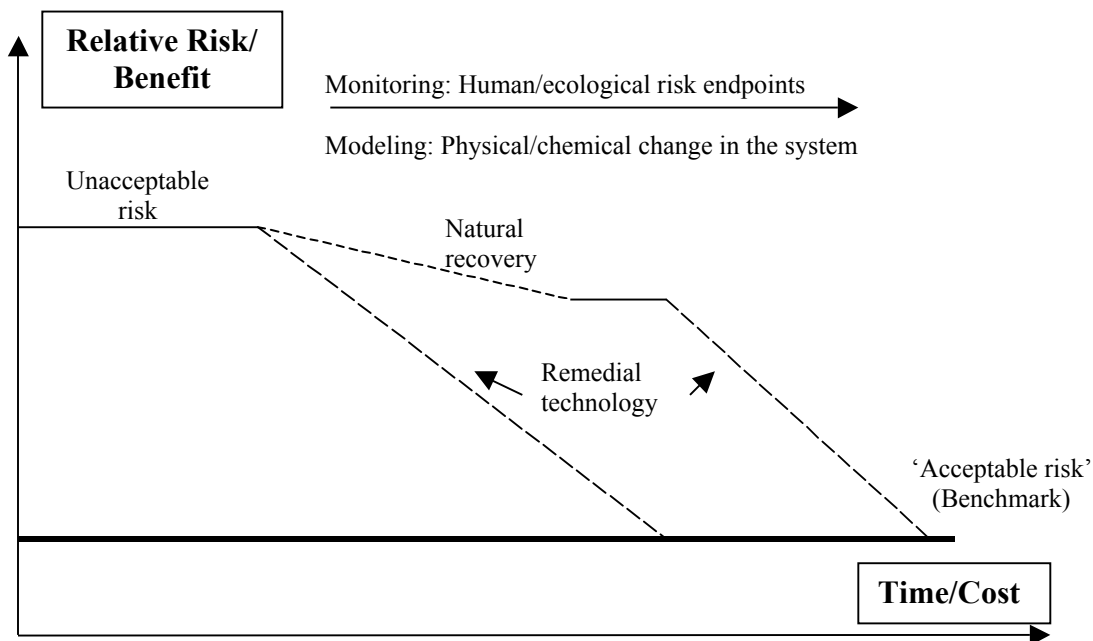 Relative Risk/
Benefit
Monitoring: Human/ecological risk endpoints
Modeling: Physical/chemical change in the system
Unacceptable
risk
Natural
recovery
Remedial
technology
‘Acceptable risk’
(Benchmark)
Time/Cost